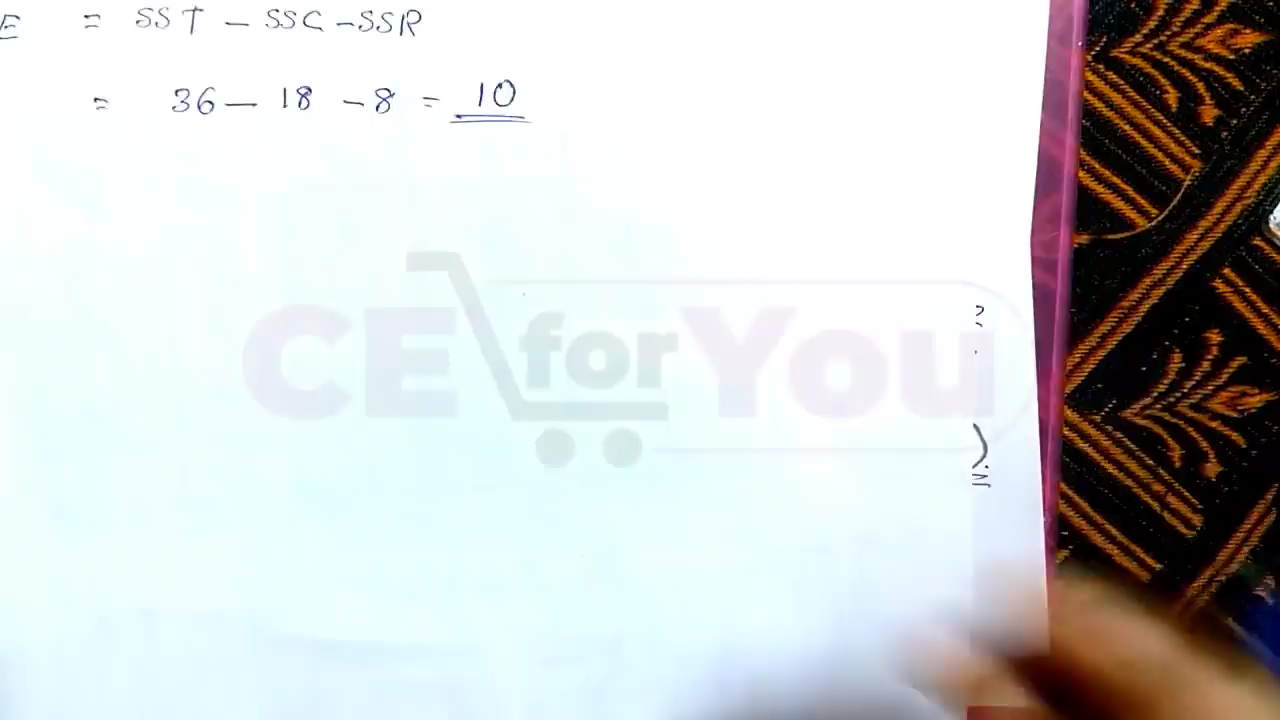 E = SST – SSC – SSR
= 36 – 18 – 8 = 10
CE for You